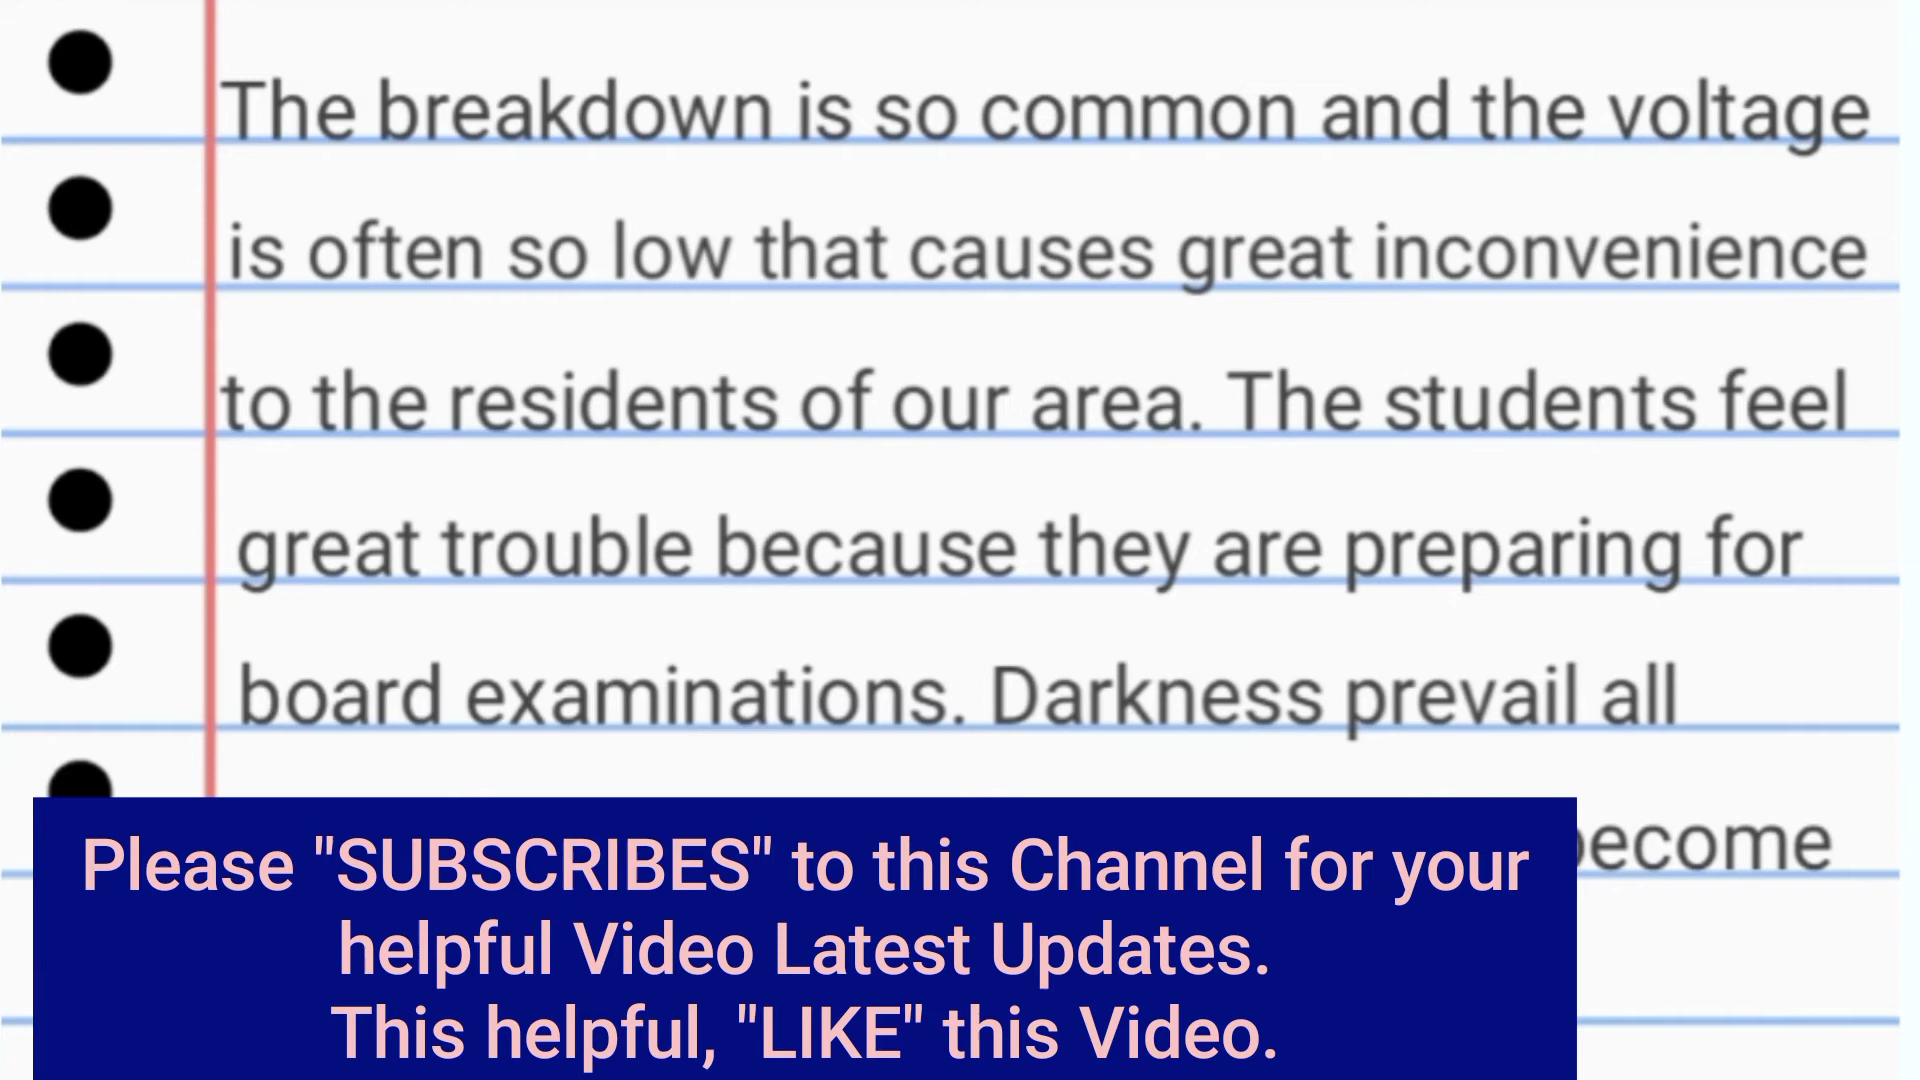 The breakdown is so common and the voltage
is often so low that causes great inconvenience
to the residents of our area. The students feel
great trouble because they are preparing for
board examinations. Darkness prevail all
become
Please "SUBSCRIBES" to this Channel for your
helpful Video Latest Updates.
This helpful, "LIKE" this Video.